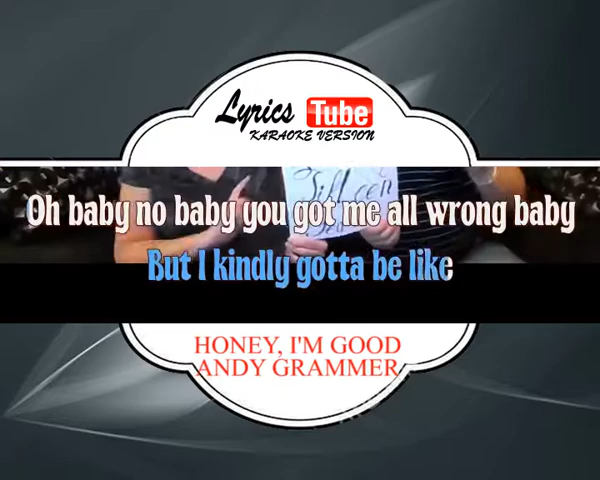 Lyrics Tube
KARAOKE VERSION
Oh baby no baby you got me all wrong baby
But I kindly gotta be like
HONEY, I'M GOOD
ANDY GRAMMER